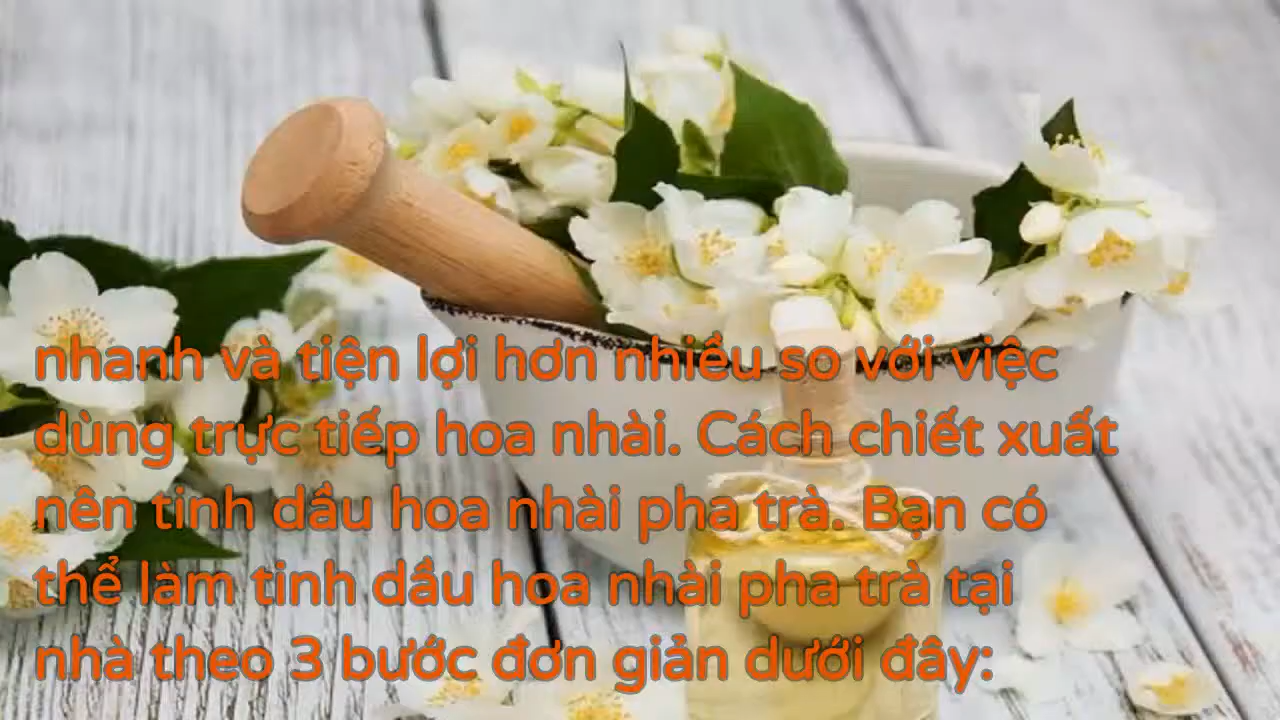 nhanh và tiện lợi hơn nhiều so với việc
dùng trực tiếp hoa nhài. Cách chiết xuất
nên tinh dầu hoa nhài pha trà. Bạn có
thể làm tinh dầu hoa nhài pha trà tại
nhà theo 3 bước đơn giản dưới đây: